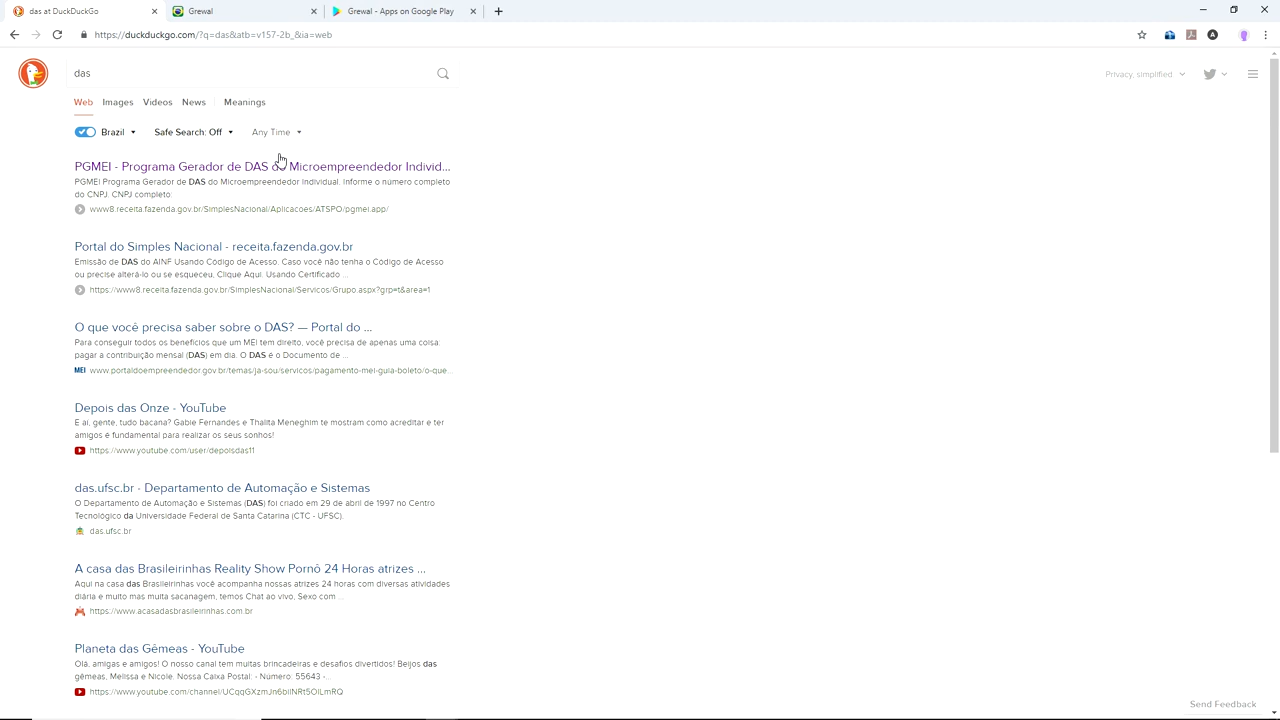 das at DuckDuckGo
Grewal
Grewal - Apps on Google Play
https://duckduckgo.com/?q=das&atb=v157-2b_&ia=web
das
Privacy, simplified
Web Images Videos News Meanings
Brazil Safe Search: Off Any Time
PGMEI - Programa Gerador de DAS do Microempreendedor Individ...
PGMEI Programa Gerador de DAS do Microempreendedor Individual. Informe o número completo
do CNPJ. CNPJ completo:
www8.receita.fazenda.gov.br/SimplesNacional/Aplicacoes/ATSPO/pgmei.app/
Portal do Simples Nacional - receita.fazenda.gov.br
Emissão de DAS do AINF Usando Código de Acesso. Caso você não tenha o Código de Acesso
ou precise alterá-lo ou se esqueceu, Clique Aqui. Usando Certificado ...
https://www8.receita.fazenda.gov.br/SimplesNacional/Servicos/Grupo.aspx?grp=t&area=1
O que você precisa saber sobre o DAS? — Portal do ...
Para conseguir todos os benefícios que um MEI tem direito, você precisa de apenas uma coisa:
pagar a contribuição mensal (DAS) em dia. O DAS é o Documento de ...
MEI www.portaldoempreendedor.gov.br/temas/ja-sou/servicos/pagamento-mei-guia-boleto/o-que...
Depois das Onze - YouTube
E aí, gente, tudo bacana? Gabie Fernandes e Thalita Meneghim te mostram como acreditar e ter
amigos é fundamental para realizar os seus sonhos!
https://www.youtube.com/user/depoisdas11
das.ufsc.br - Departamento de Automação e Sistemas
O Departamento de Automação e Sistemas (DAS) foi criado em 29 de abril de 1997 no Centro
Tecnológico da Universidade Federal de Santa Catarina (CTC - UFSC).
das.ufsc.br
A casa das Brasileirinhas Reality Show Pornô 24 Horas atrizes ...
Aqui na casa das Brasileirinhas você acompanha nossas atrizes 24 horas com diversas atividades
diária e muito mas muita sacanagem, temos Chat ao vivo, Sexo com ...
https://www.acasadasbrasileirinhas.com.br
Planeta das Gêmeas - YouTube
Olá, amigas e amigos! O nosso canal tem muitas brincadeiras e desafios divertidos! Beijos das
gêmeas, Melissa e Nicole. Nossa Caixa Postal: - Número: 55643 -...
https://www.youtube.com/channel/UCqqGXzmJn6biINRt5OILmRQ
Send Feedback